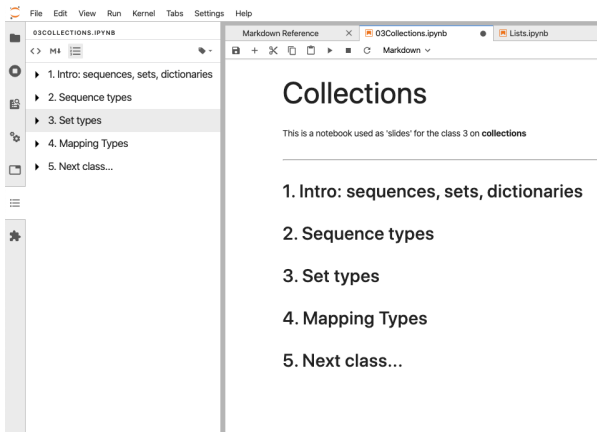 File Edit View Run Kernel Tabs Settings Help
03COLLECTIONS.IPYNB
<> M↓
1. Intro: sequences, sets, dictionaries
2. Sequence types
3. Set types
4. Mapping Types
5. Next class...
Markdown Reference 03Collections.ipynb Lists.ipynb
Markdown
Collections
This is a notebook used as 'slides' for the class 3 on collections
1. Intro: sequences, sets, dictionaries
2. Sequence types
3. Set types
4. Mapping Types
5. Next class...